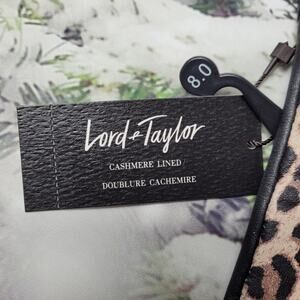 8.0
Lord & Taylor
CASHMERE LINED
DOUBLURE CACHEMIRE